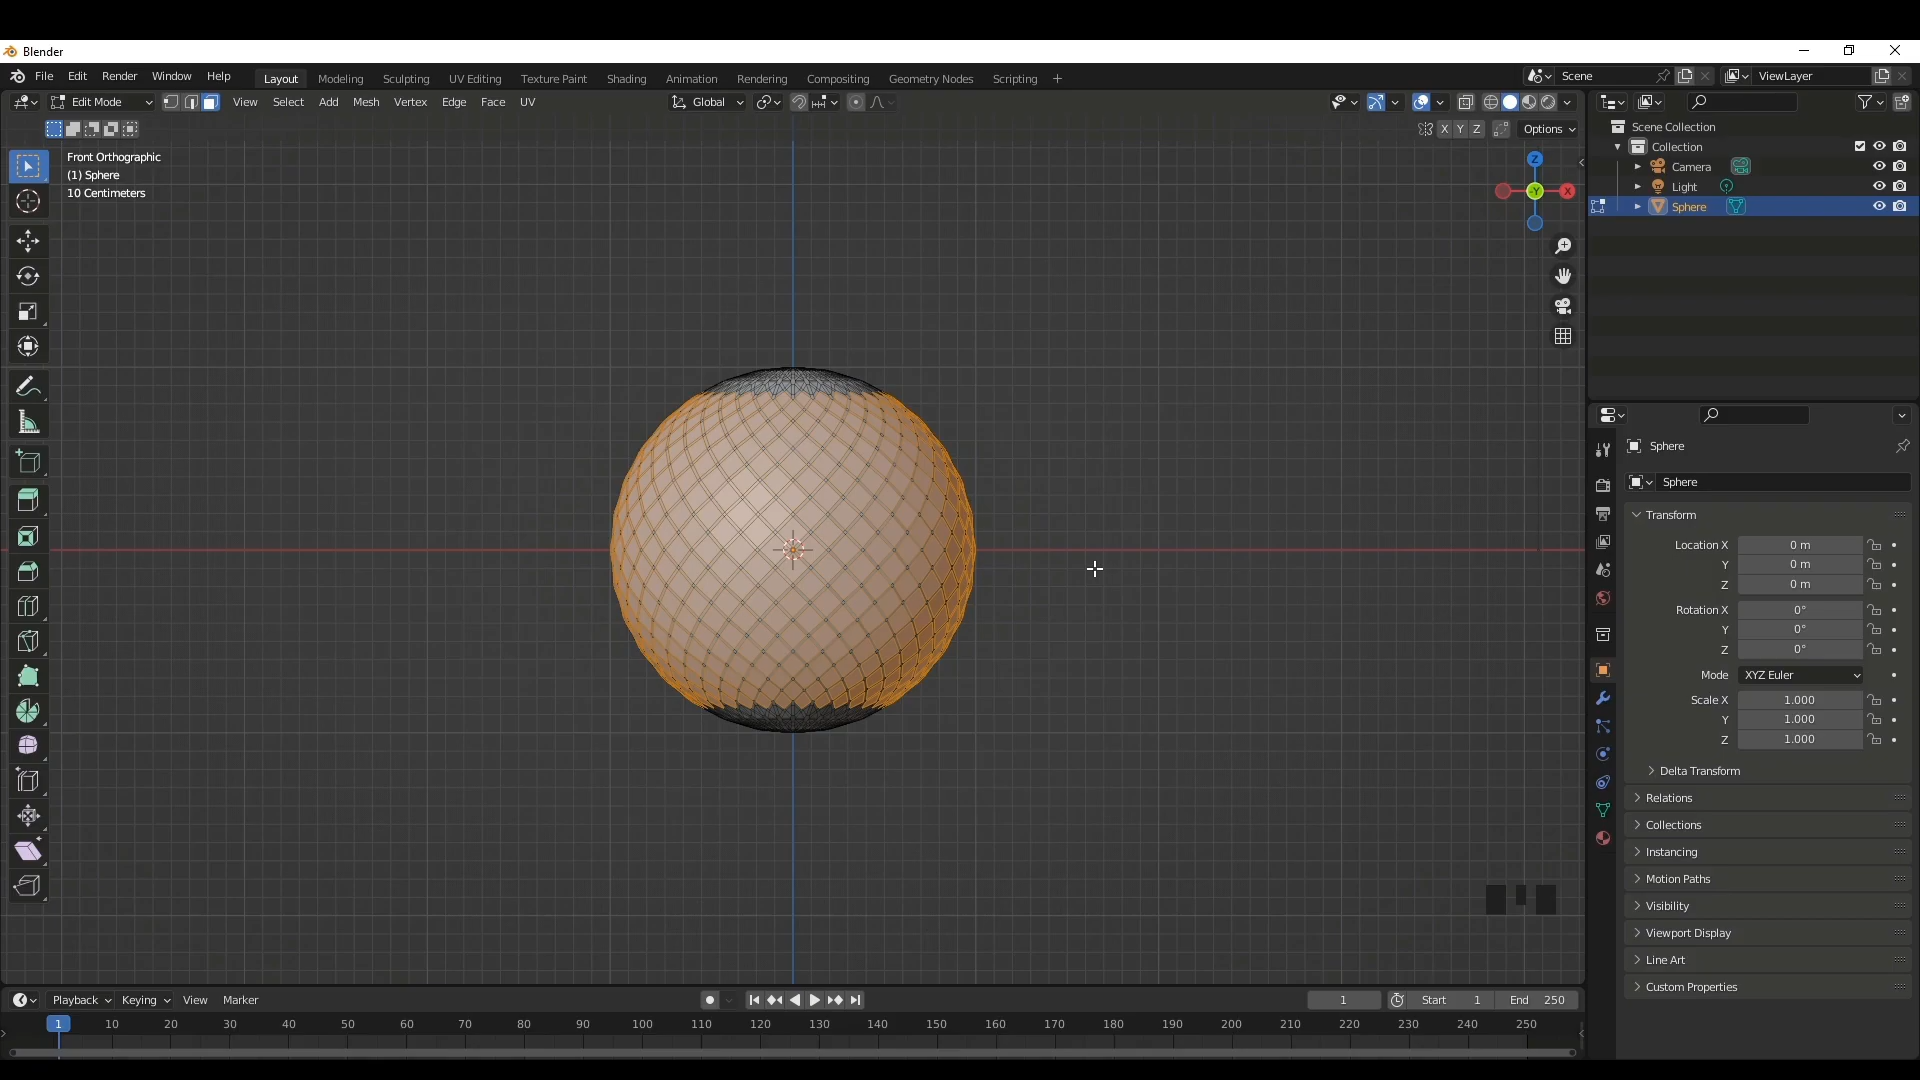 Blender
File Edit Render Window Help
Layout Modeling Sculpting UV Editing Texture Paint Shading Animation Rendering Compositing Geometry Nodes Scripting +
Scene
ViewLayer
Edit Mode View Select Add Mesh Vertex Edge Face UV
Global
X Y Z Options
Front Orthographic
(1) Sphere
10 Centimeters
Z
-Y
X
Scene Collection
Collection
Camera
Light
Sphere
Sphere
Sphere
Transform
Location X 0 m
Y 0 m
Z 0 m
Rotation X 0°
Y 0°
Z 0°
Mode XYZ Euler
Scale X 1.000
Y 1.000
Z 1.000
Delta Transform
Relations
Collections
Instancing
Motion Paths
Visibility
Viewport Display
Line Art
Custom Properties
Playback Keying View Marker
1 Start 1 End 250
1 10 20 30 40 50 60 70 80 90 100 110 120 130 140 150 160 170 180 190 200 210 220 230 240 250